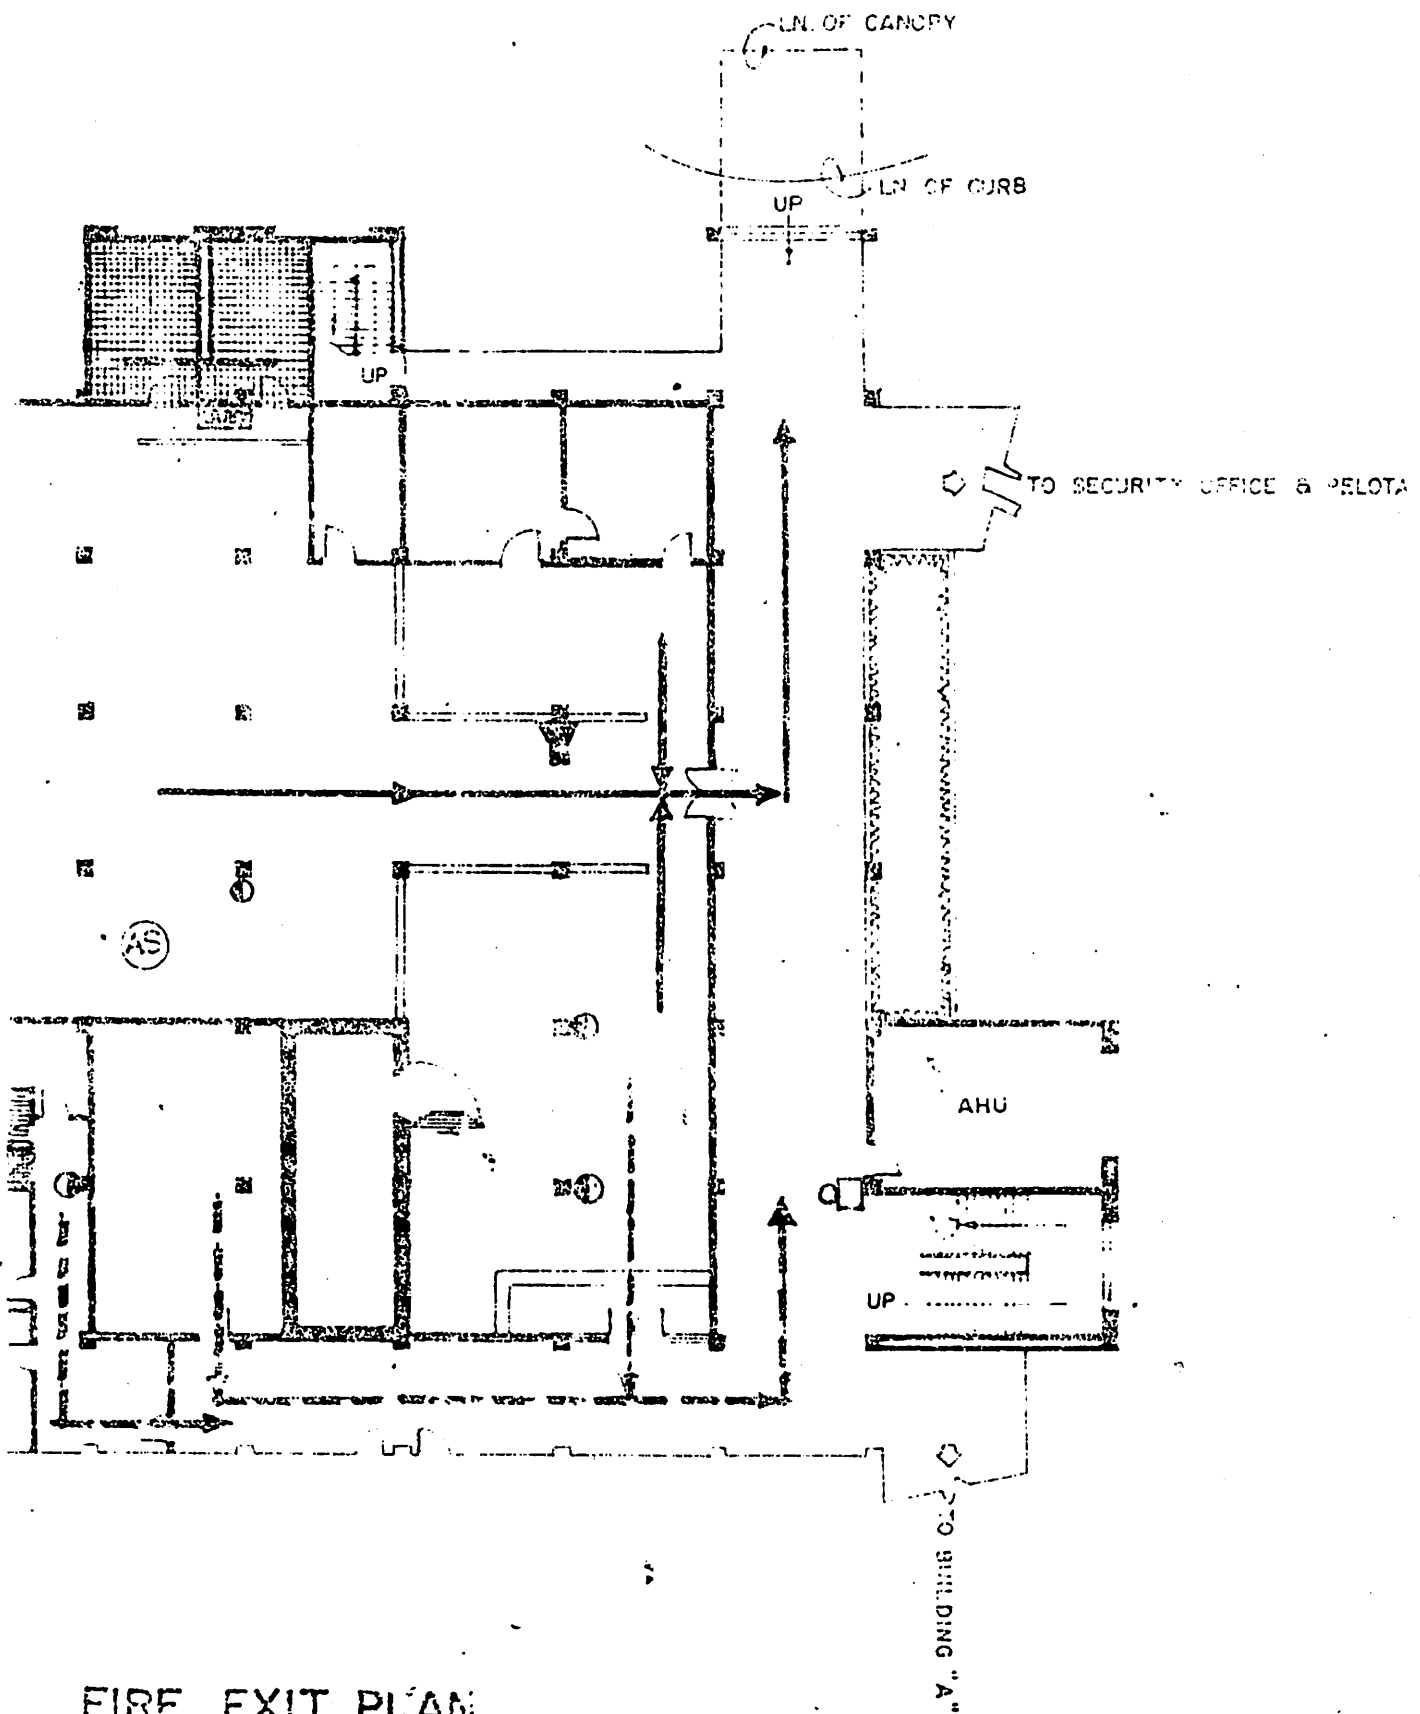 LN. OF CANOPY
LN. OF CURB
UP
UP
TO SECURITY OFFICE & PELOTA
AS
AHU
UP
TO BUILDING "A"
FIRE EXIT PLAN